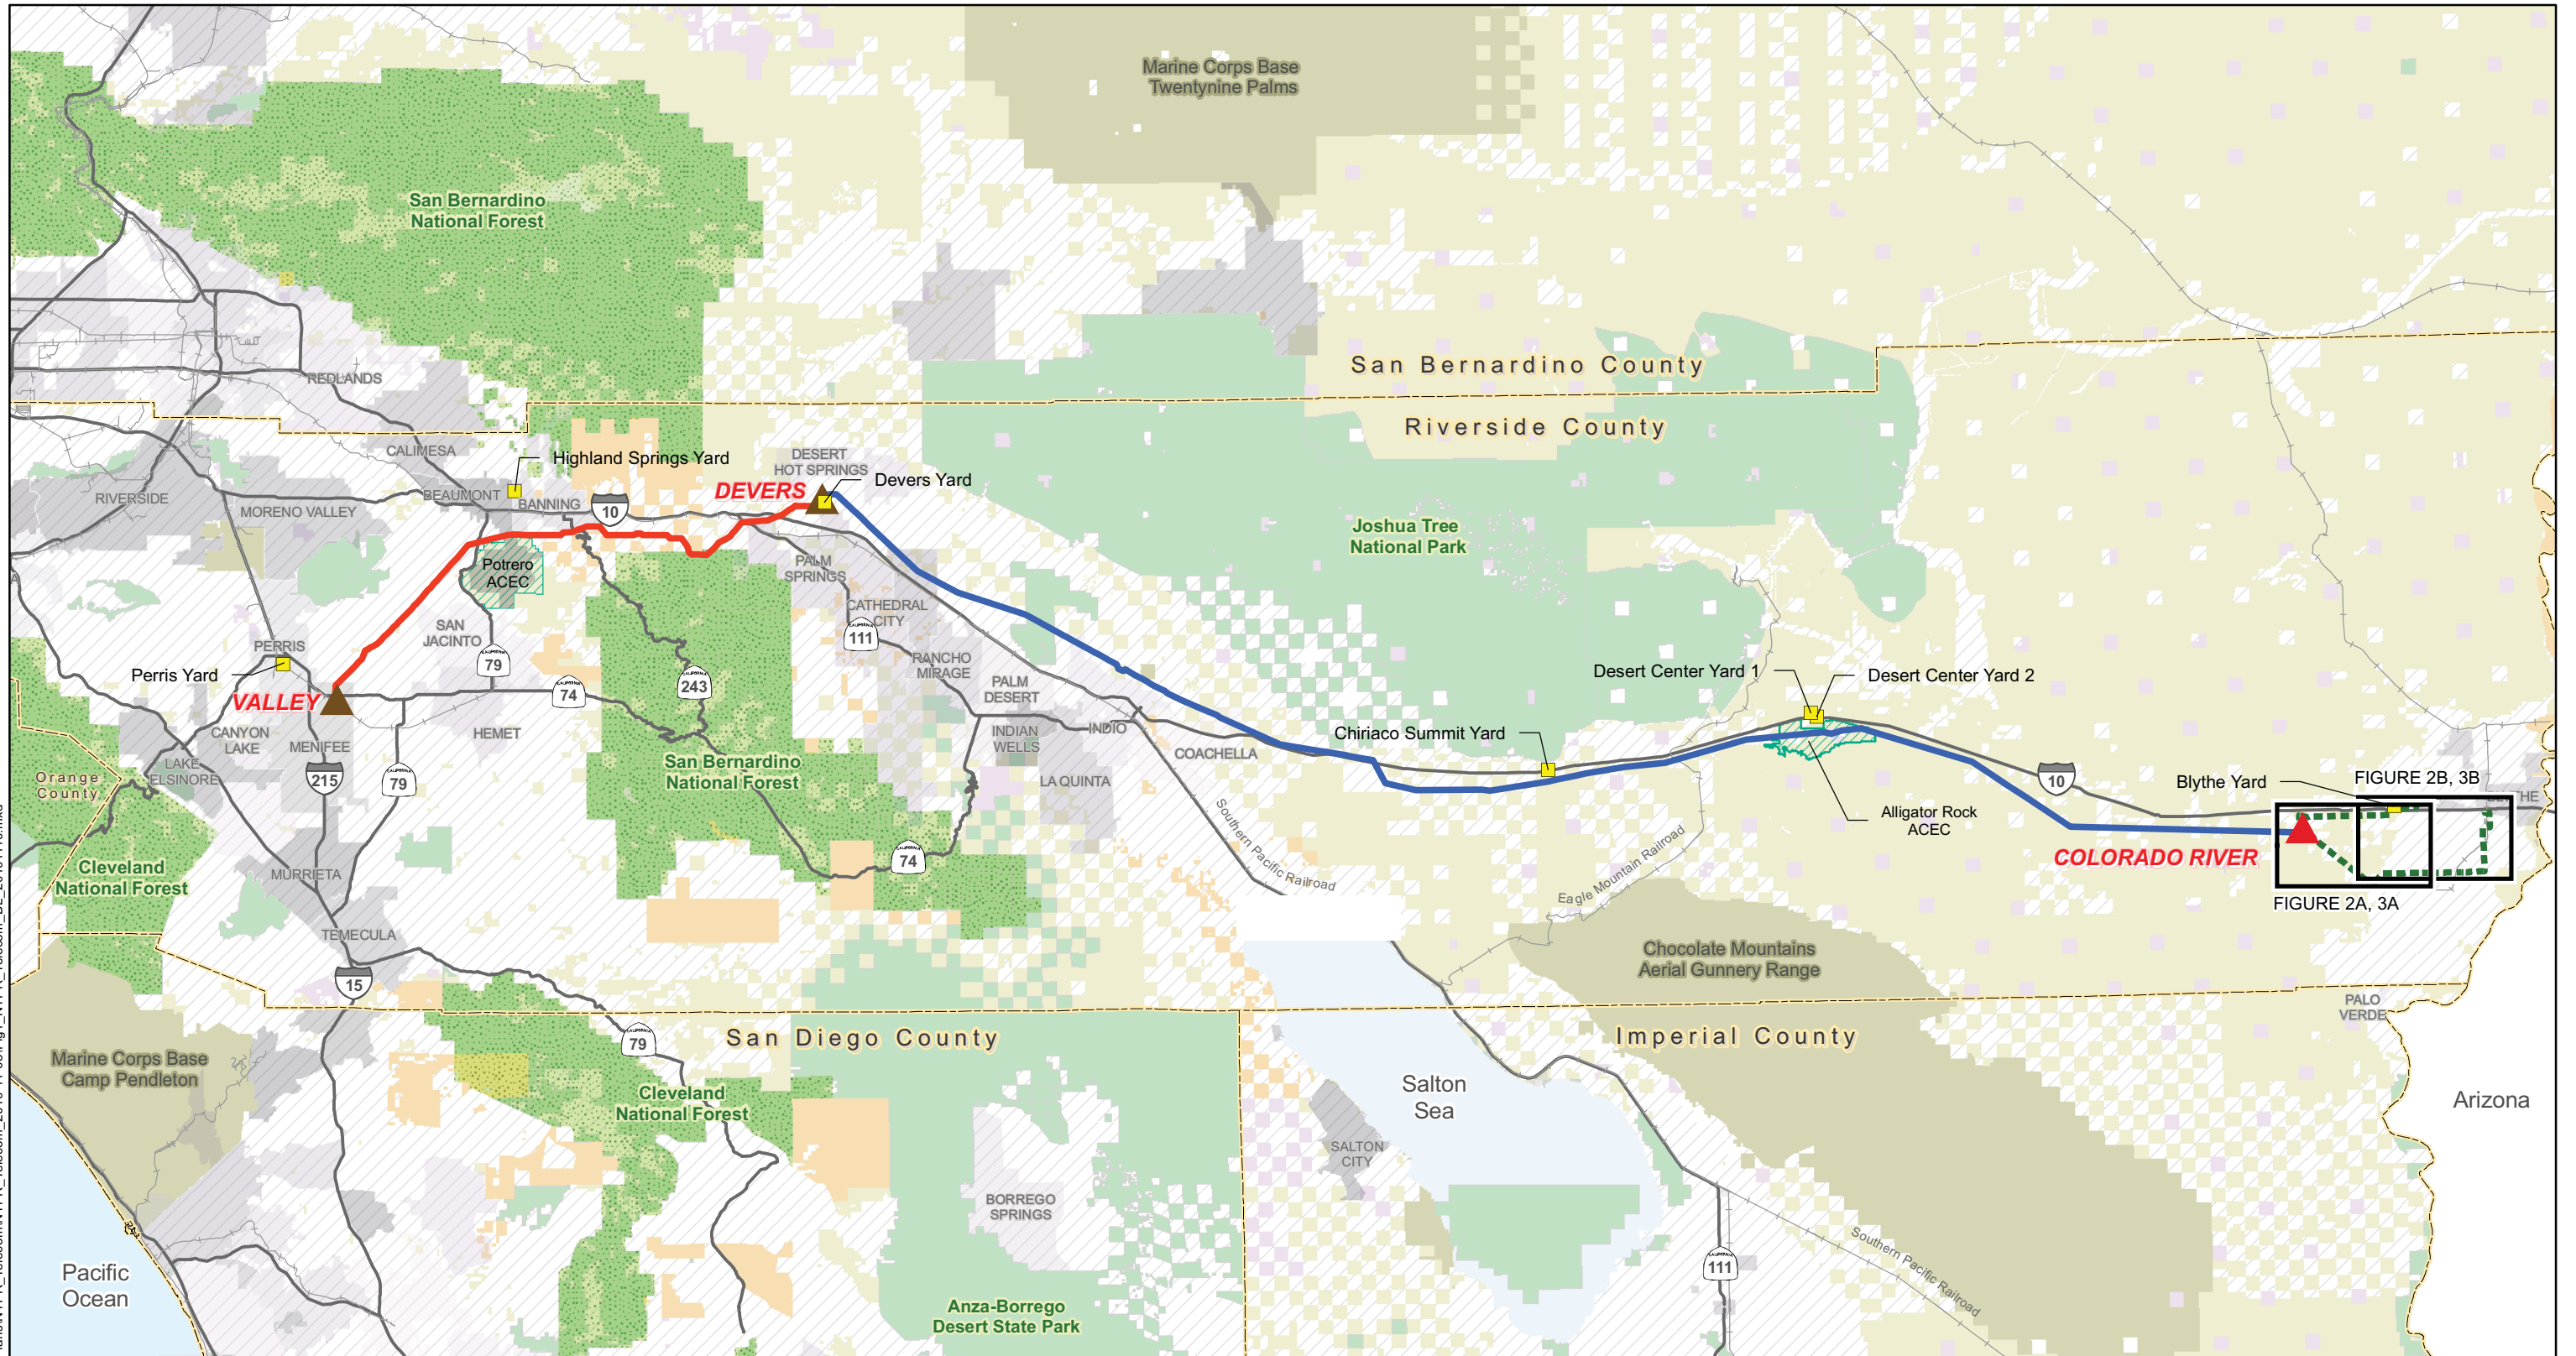 Marine Corps Base
Twentynine Palms
San Bernardino
National Forest
San Bernardino County
REDLANDS
Riverside County
CALIMESA
Highland Springs Yard
DESERT
HOT SPRINGS
Devers Yard
DEVERS
RIVERSIDE
BEAUMONT
BANNING
MORENO VALLEY
10
Joshua Tree
National Park
PALM
SPRINGS
Potrero
ACEC
CATHEDRAL
CITY
SAN
JACINTO
111
PERRIS
79
RANCHO
MIRAGE
Perris Yard
243
Desert Center Yard 1
Desert Center Yard 2
VALLEY
74
PALM
DESERT
CANYON
LAKE
MENIFEE
HEMET
INDIAN
WELLS
INDIO
COACHELLA
Chiriaco Summit Yard
LAKE
ELSINORE
San Bernardino
National Forest
LA QUINTA
Orange
County
215
79
10
Blythe Yard
FIGURE 2B, 3B
Alligator Rock
ACEC
Southern Pacific Railroad
Eagle Mountain Railroad
COLORADO RIVER
Cleveland
National Forest
MURRIETA
74
FIGURE 2A, 3A
TEMECULA
Chocolate Mountains
Aerial Gunnery Range
15
PALO
VERDE
San Diego County
Imperial County
79
Marine Corps Base
Camp Pendleton
Cleveland
National Forest
Salton
Sea
Arizona
SALTON
CITY
BORREGO
SPRINGS
Southern Pacific Railroad
111
Pacific
Ocean
Anza-Borrego
Desert State Park